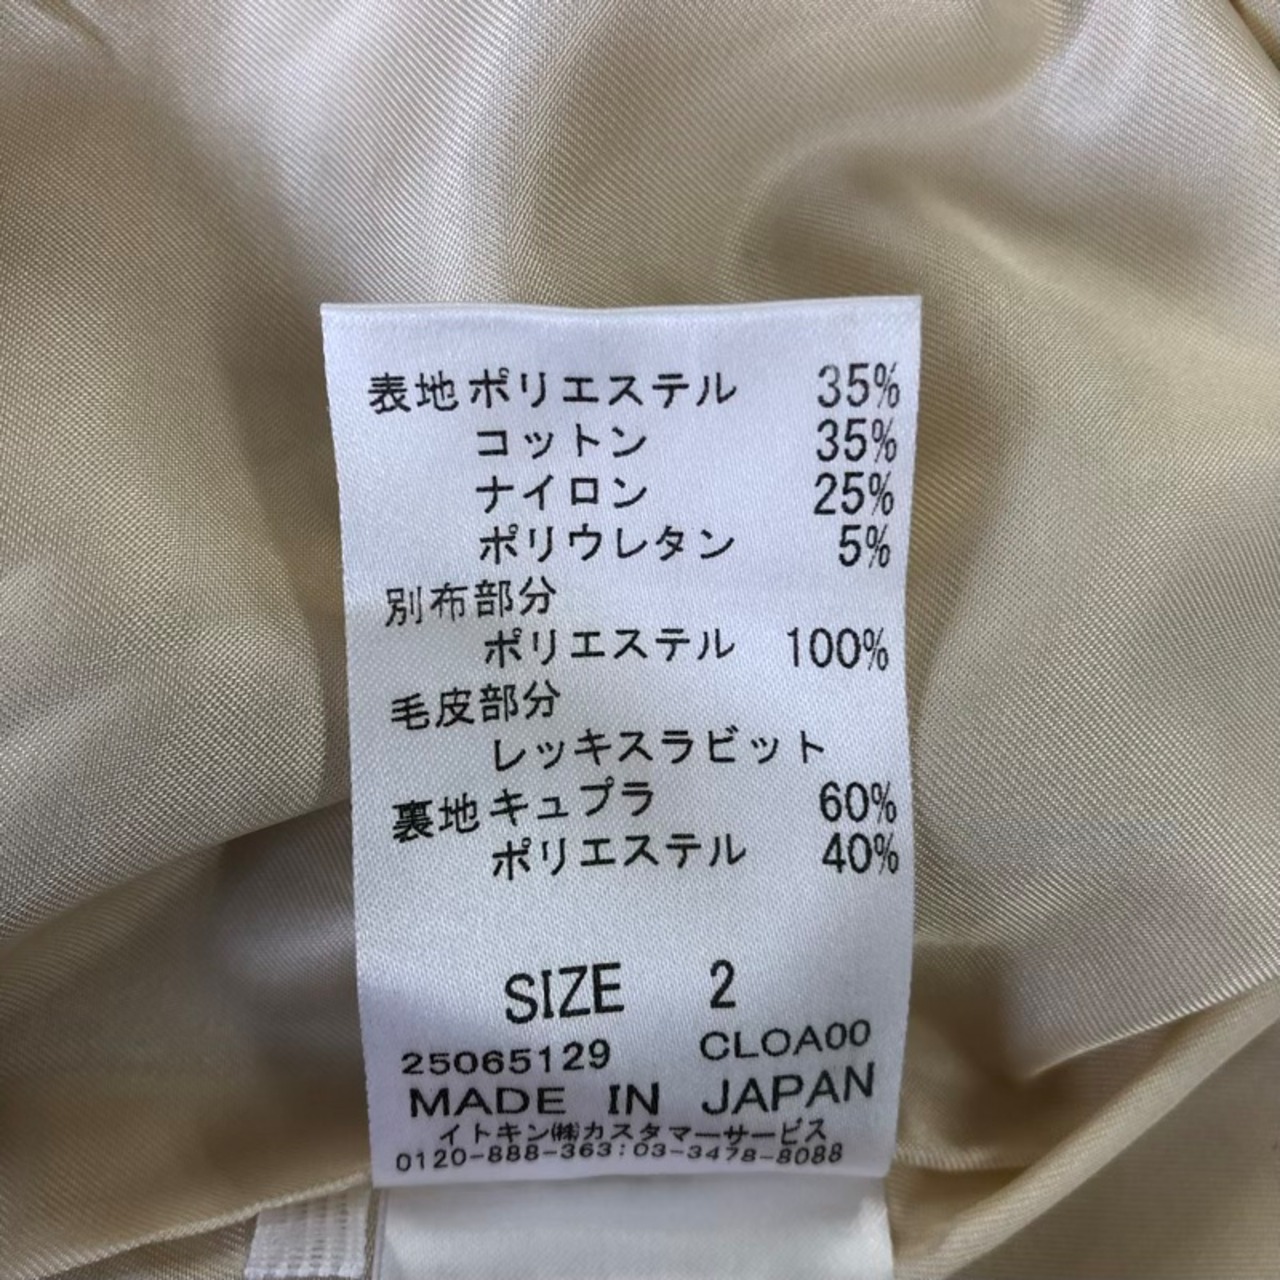 表地 ポリエステル 35%
コットン 35%
ナイロン 25%
ポリウレタン 5%
別布部分
ポリエステル 100%
毛皮部分
レッキスラビット
裏地 キュプラ 60%
ポリエステル 40%
SIZE 2
25065129 CLOA00
MADE IN JAPAN
イトキン㈱カスタマーサービス
0120-888-363:03-3478-8088